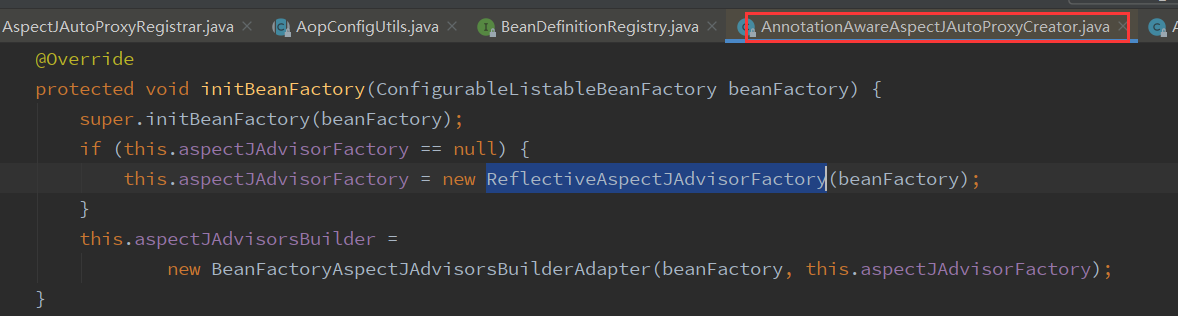 AspectJAutoProxyRegistrar.java × AopConfigUtils.java × BeanDefinitionRegistry.java × AnnotationAwareAspectJAutoProxyCreator.java ×
@Override
protected void initBeanFactory(ConfigurableListableBeanFactory beanFactory) {
super.initBeanFactory(beanFactory);
if (this.aspectJAdvisorFactory == null) {
this.aspectJAdvisorFactory = new ReflectiveAspectJAdvisorFactory(beanFactory);
}
this.aspectJAdvisorsBuilder =
new BeanFactoryAspectJAdvisorsBuilderAdapter(beanFactory, this.aspectJAdvisorFactory);
}